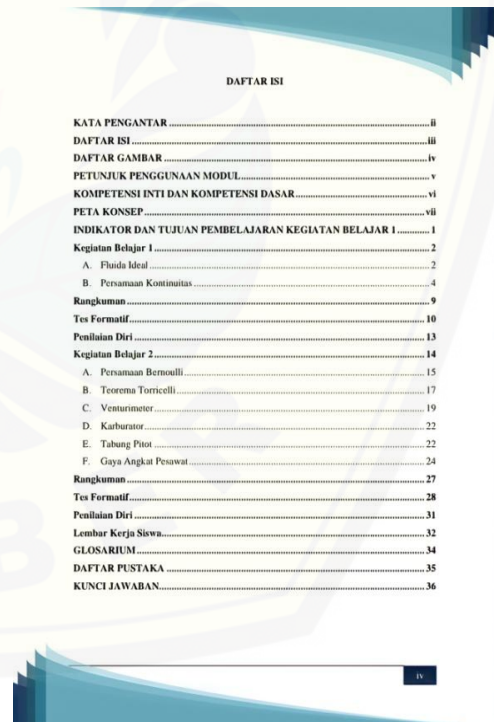 DAFTAR ISI
KATA PENGANTAR ........ ii
DAFTAR ISI ........ iii
DAFTAR GAMBAR ........ iv
PETUNJUK PENGGUNAAN MODUL ........ v
KOMPETENSI INTI DAN KOMPETENSI DASAR ........ vi
PETA KONSEP ........ vii
INDIKATOR DAN TUJUAN PEMBELAJARAN KEGIATAN BELAJAR 1 ........ 1
Kegiatan Belajar 1 ........ 2
A. Fluida Ideal ........ 2
B. Persamaan Kontinuitas ........ 4
Rangkuman ........ 9
Tes Formatif ........ 10
Penilaian Diri ........ 13
Kegiatan Belajar 2 ........ 14
A. Persamaan Bernoulli ........ 15
B. Teorema Torricelli ........ 17
C. Venturimeter ........ 19
D. Karburator ........ 22
E. Tabung Pitot ........ 22
F. Gaya Angkat Pesawat ........ 24
Rangkuman ........ 27
Tes Formatif ........ 28
Penilaian Diri ........ 31
Lembar Kerja Siswa ........ 32
GLOSARIUM ........ 34
DAFTAR PUSTAKA ........ 35
KUNCI JAWABAN ........ 36
iv